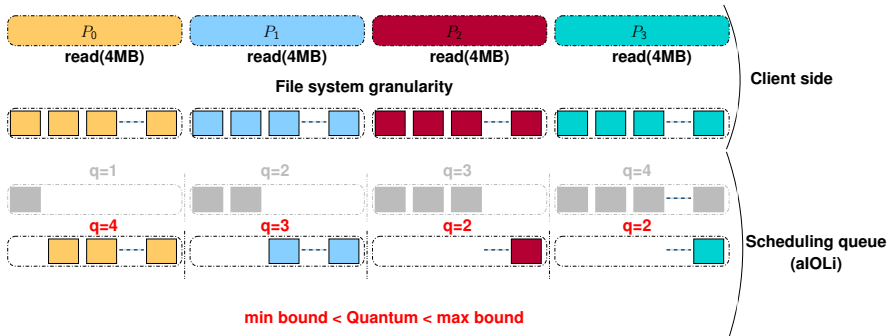 P₀ P₁ P₂ P₃
read(4MB) read(4MB) read(4MB) read(4MB)
File system granularity
Client side
q=1 q=2 q=3 q=4
q=4 q=3 q=2 q=2
Scheduling queue
(aIOLi)
min bound < Quantum < max bound